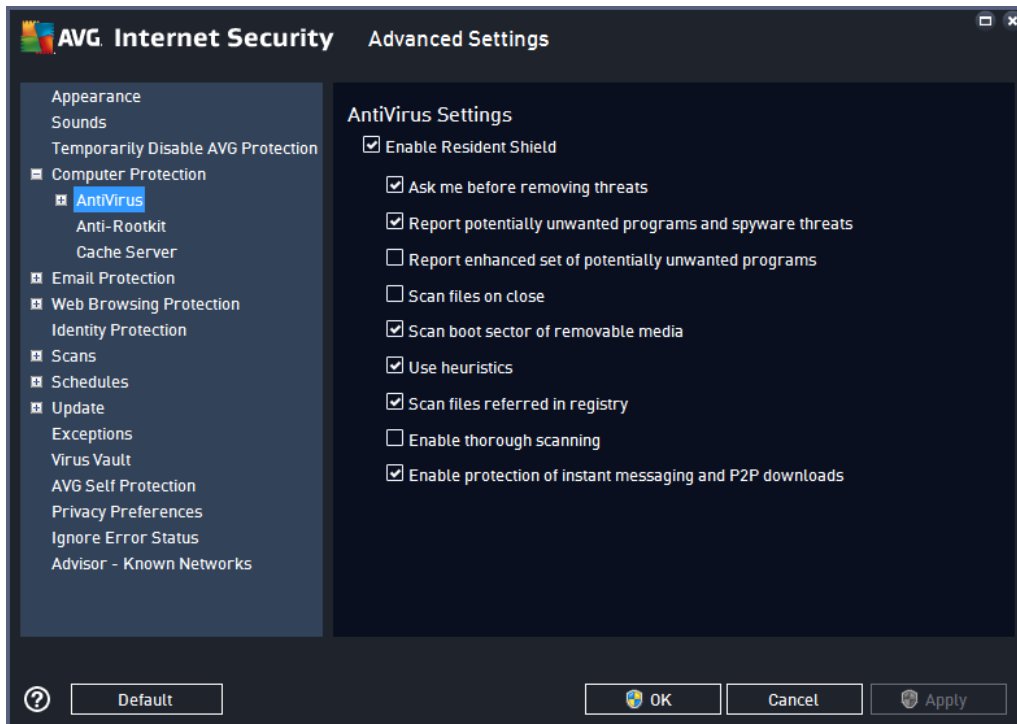 AVG. Internet Security Advanced Settings
Appearance
Sounds
Temporarily Disable AVG Protection
Computer Protection
AntiVirus
Anti-Rootkit
Cache Server
Email Protection
Web Browsing Protection
Identity Protection
Scans
Schedules
Update
Exceptions
Virus Vault
AVG Self Protection
Privacy Preferences
Ignore Error Status
Advisor - Known Networks
AntiVirus Settings
Enable Resident Shield
Ask me before removing threats
Report potentially unwanted programs and spyware threats
Report enhanced set of potentially unwanted programs
Scan files on close
Scan boot sector of removable media
Use heuristics
Scan files referred in registry
Enable thorough scanning
Enable protection of instant messaging and P2P downloads
? Default OK Cancel Apply